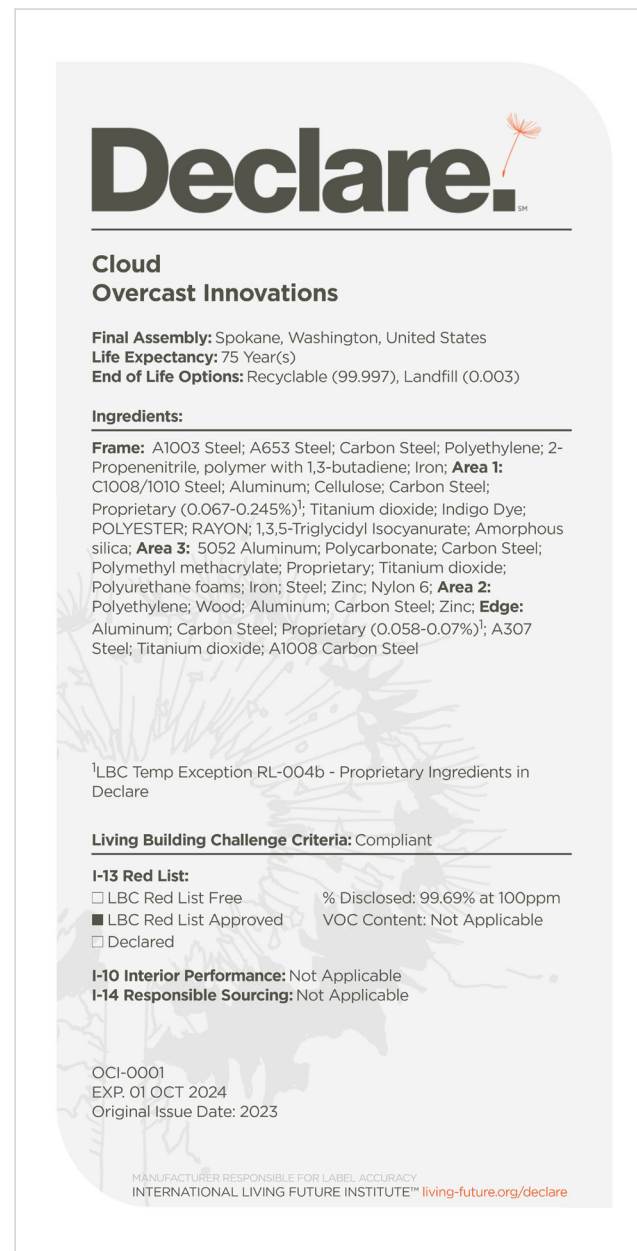 Declare.
SM
Cloud
Overcast Innovations
Final Assembly: Spokane, Washington, United States
Life Expectancy: 75 Year(s)
End of Life Options: Recyclable (99.997), Landfill (0.003)
Ingredients:
Frame: A1003 Steel; A653 Steel; Carbon Steel; Polyethylene; 2-
Propenenitrile, polymer with 1,3-butadiene; Iron; Area 1:
C1008/1010 Steel; Aluminum; Cellulose; Carbon Steel;
Proprietary (0.067-0.245%)¹; Titanium dioxide; Indigo Dye;
POLYESTER; RAYON; 1,3,5-Triglycidyl Isocyanurate; Amorphous
silica; Area 3: 5052 Aluminum; Polycarbonate; Carbon Steel;
Polymethyl methacrylate; Proprietary; Titanium dioxide;
Polyurethane foams; Iron; Steel; Zinc; Nylon 6; Area 2:
Polyethylene; Wood; Aluminum; Carbon Steel; Zinc; Edge:
Aluminum; Carbon Steel; Proprietary (0.058-0.07%)¹; A307
Steel; Titanium dioxide; A1008 Carbon Steel
¹LBC Temp Exception RL-004b - Proprietary Ingredients in
Declare
Living Building Challenge Criteria: Compliant
I-13 Red List:
☐ LBC Red List Free % Disclosed: 99.69% at 100ppm
■ LBC Red List Approved VOC Content: Not Applicable
☐ Declared
I-10 Interior Performance: Not Applicable
I-14 Responsible Sourcing: Not Applicable
OCI-0001
EXP. 01 OCT 2024
Original Issue Date: 2023
MANUFACTURER RESPONSIBLE FOR LABEL ACCURACY
INTERNATIONAL LIVING FUTURE INSTITUTE™ living-future.org/declare